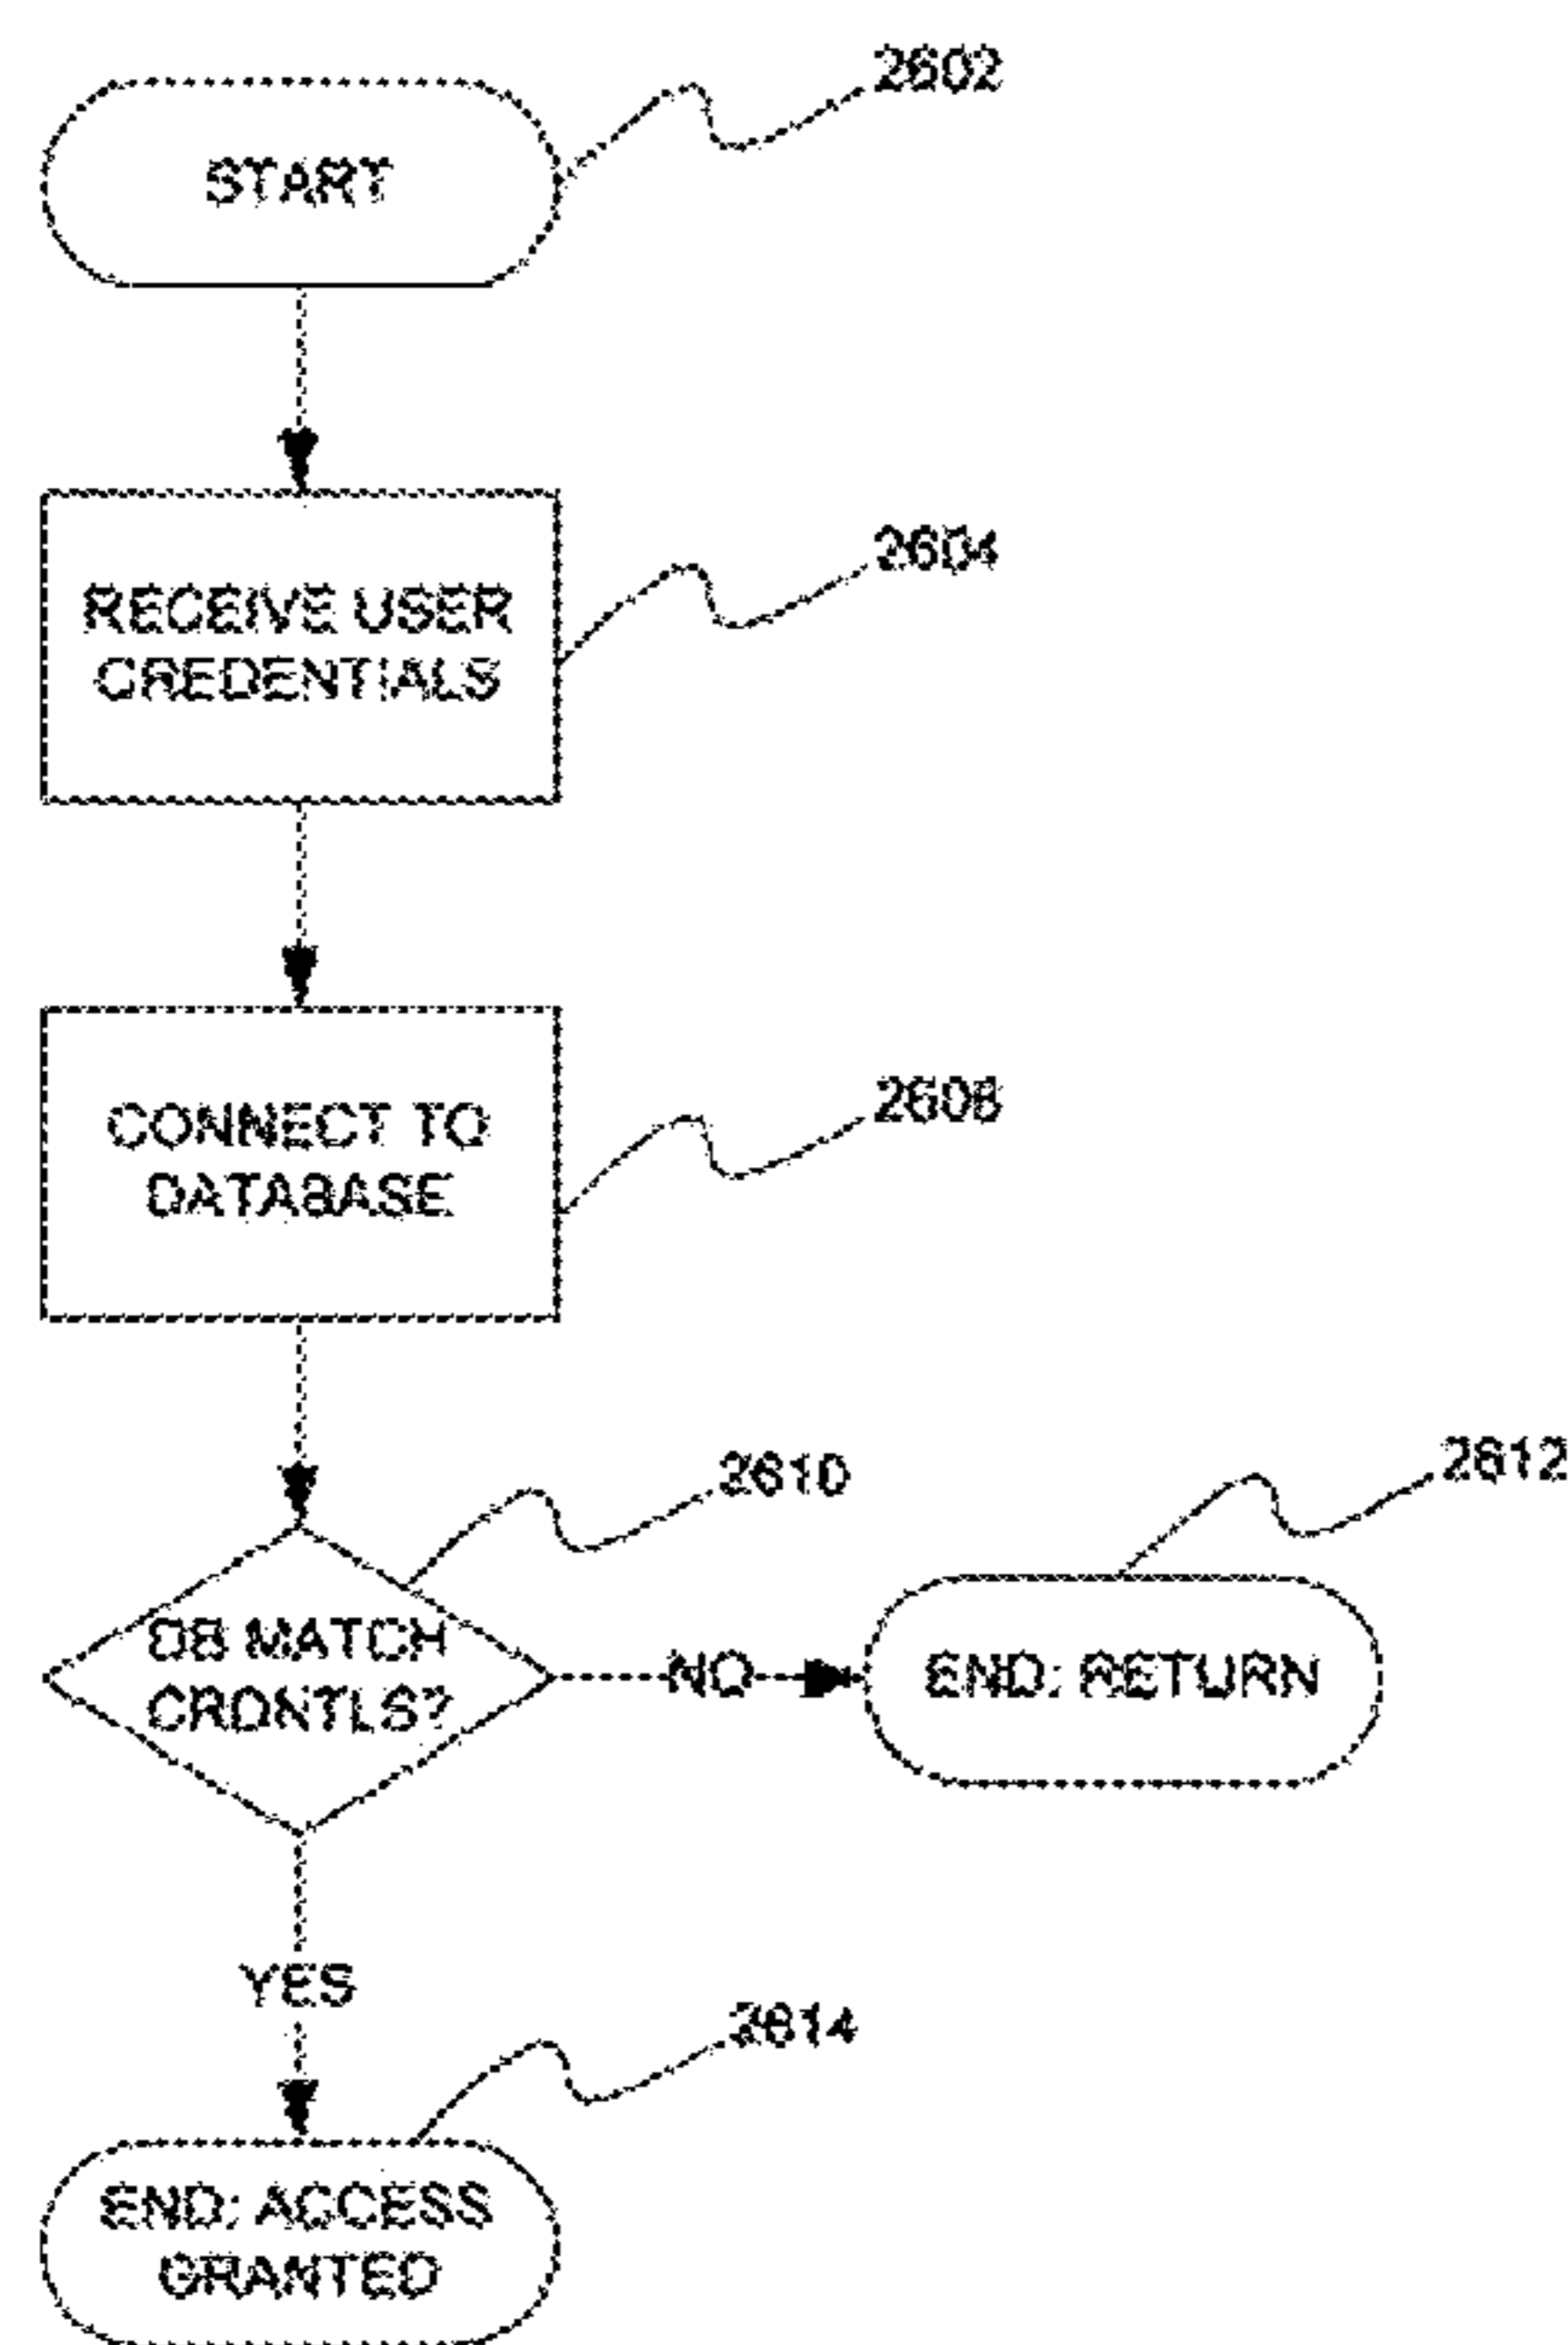 2602
START
2604
RECEIVE USER
CREDENTIALS
CONNECT TO
DATABASE
2610
2612
DB MATCH
CRDNTLS?
NO
END: RETURN
YES
2614
END: ACCESS
GRANTED